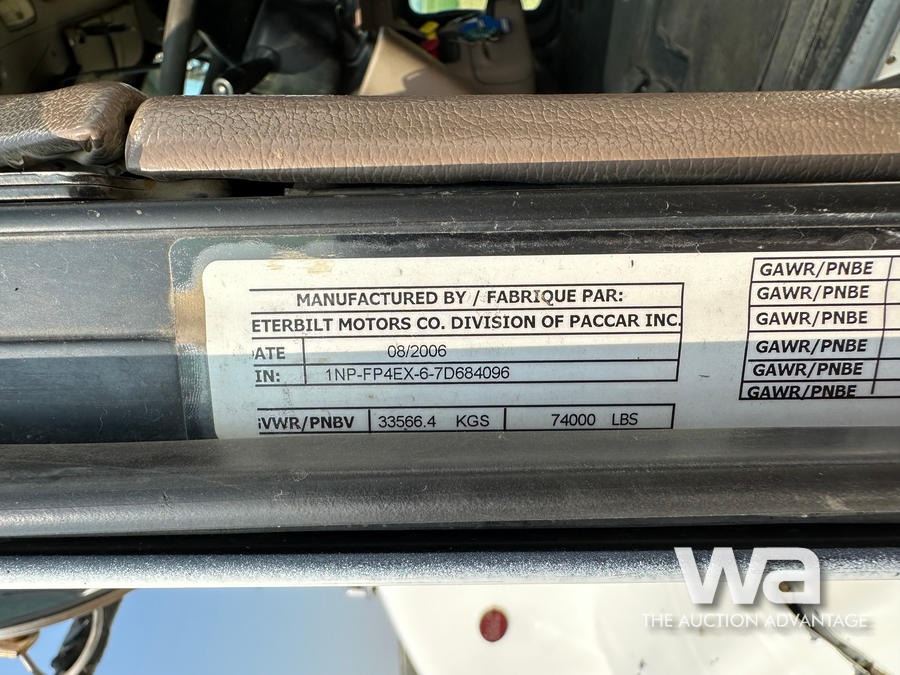 MANUFACTURED BY / FABRIQUE PAR:
ETERBILT MOTORS CO. DIVISION OF PACCAR INC.
ATE 08/2006
IN: 1NP-FP4EX-6-7D684096
GVWR/PNBV 33566.4 KGS 74000 LBS
GAWR/PNBE
GAWR/PNBE
GAWR/PNBE
GAWR/PNBE
GAWR/PNBE
GAWR/PNBE
wa
THE AUCTION ADVANTAGE